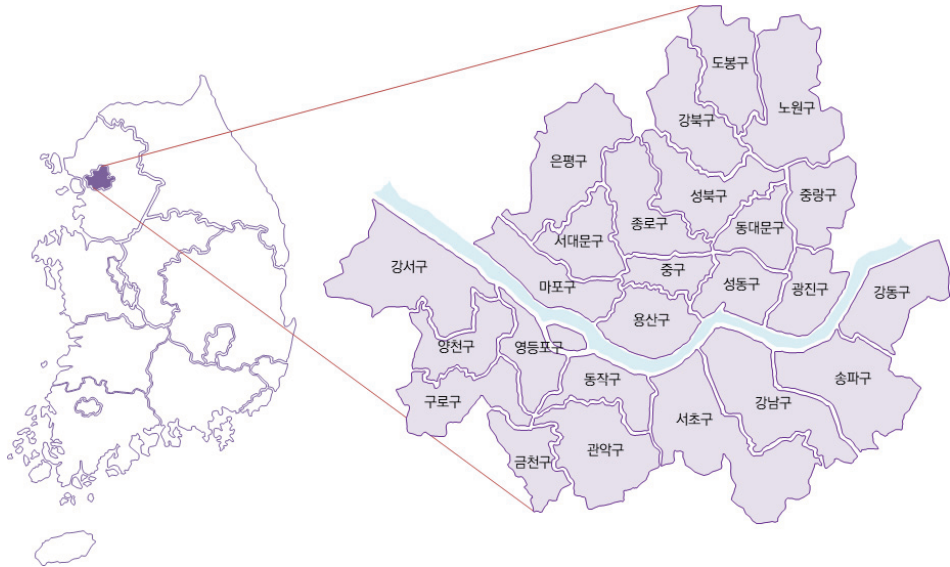 도봉구
노원구
강북구
은평구
성북구
중랑구
종로구
동대문구
서대문구
강서구
중구
성동구
광진구
강동구
마포구
용산구
양천구
영등포구
동작구
송파구
구로구
서초구
강남구
금천구
관악구